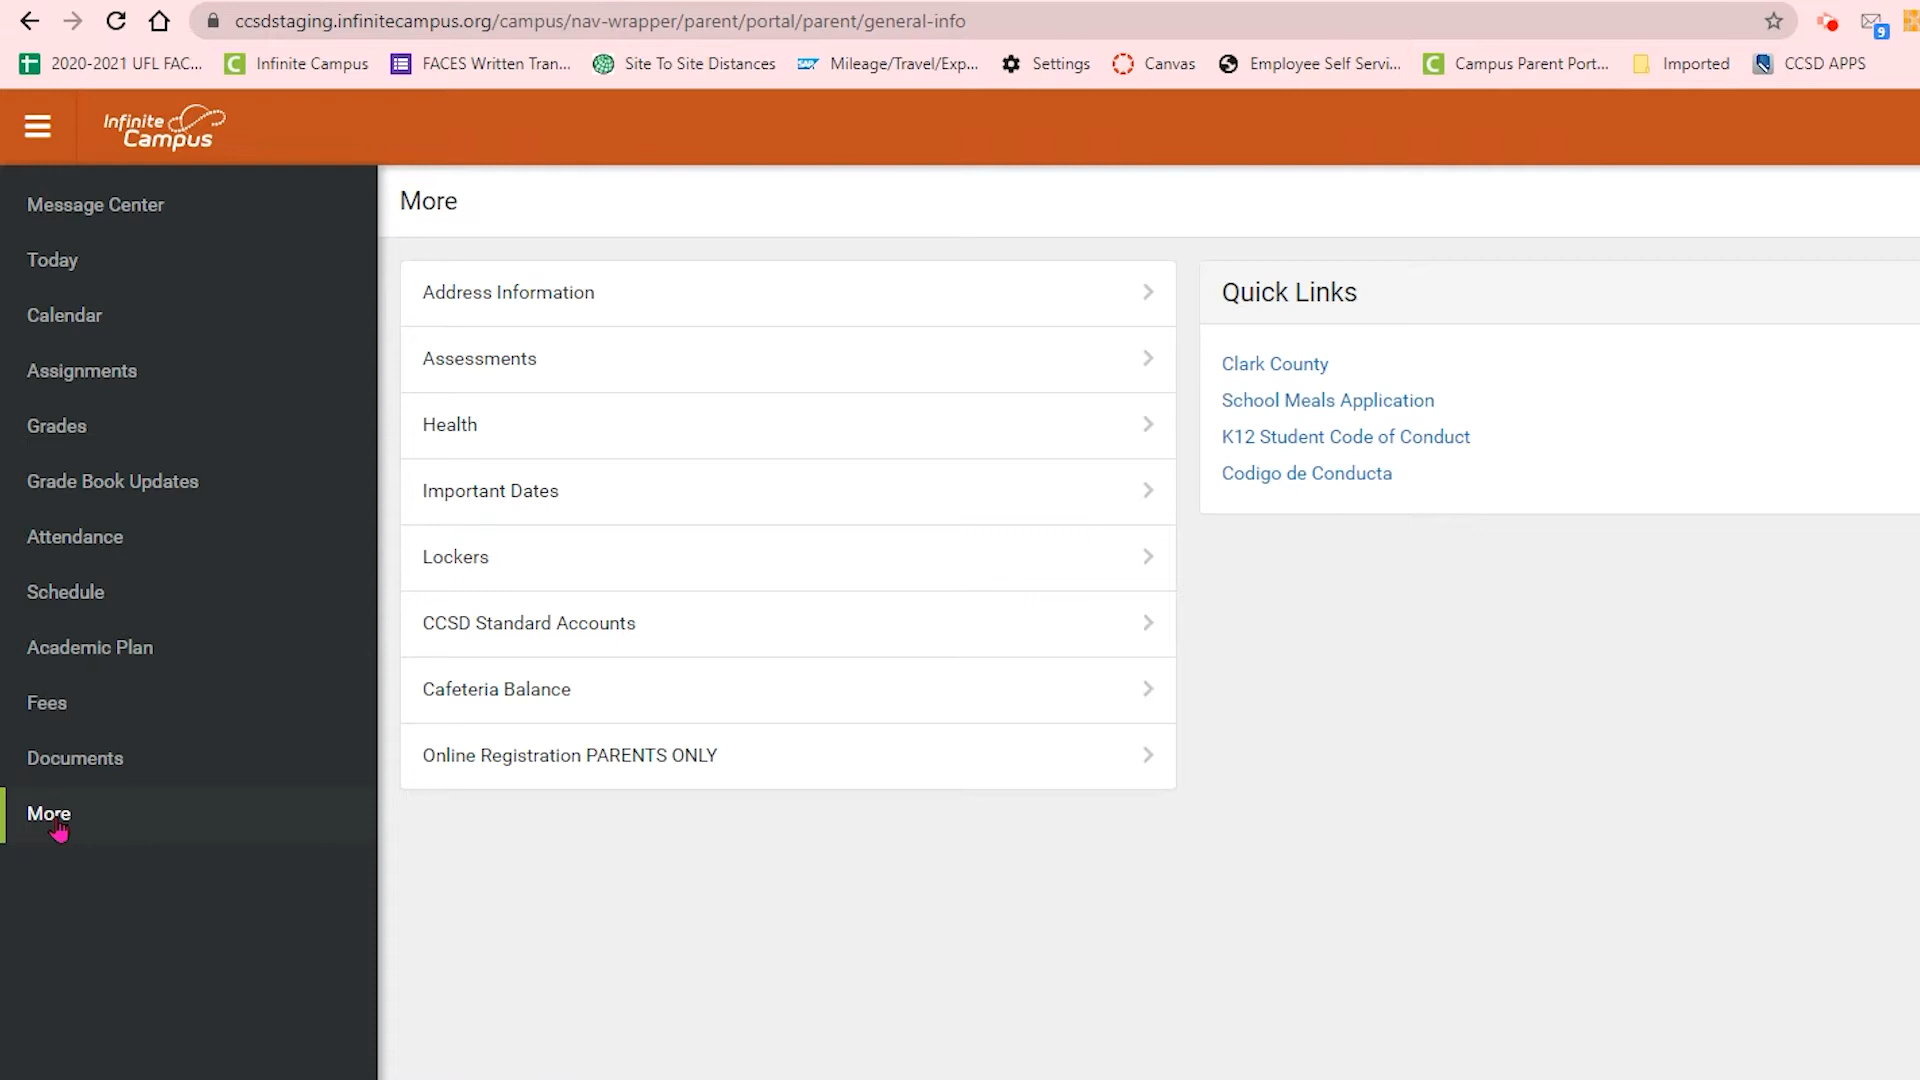 ccsdstaging.infinitecampus.org/campus/nav-wrapper/parent/portal/parent/general-info
9
2020-2021 UFL FAC... Infinite Campus FACES Written Tran... Site To Site Distances SAP Mileage/Travel/Exp... Settings Canvas Employee Self Servi... Campus Parent Port... Imported CCSD APPS
Infinite
Campus
Message Center
Today
Calendar
Assignments
Grades
Grade Book Updates
Attendance
Schedule
Academic Plan
Fees
Documents
More
More
Address Information
Assessments
Health
Important Dates
Lockers
CCSD Standard Accounts
Cafeteria Balance
Online Registration PARENTS ONLY
Quick Links
Clark County
School Meals Application
K12 Student Code of Conduct
Codigo de Conducta